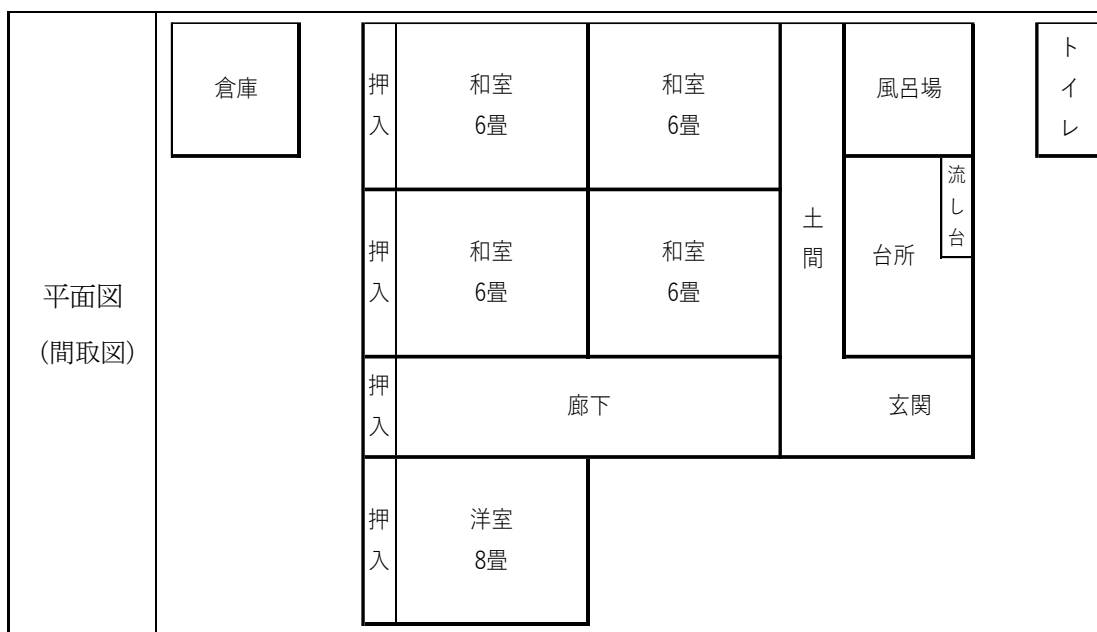 平面図
（間取図）
倉庫
押入
和室
6畳
和室
6畳
土間
風呂場
トイレ
押入
和室
6畳
和室
6畳
台所
流し台
押入
廊下
玄関
押入
洋室
8畳